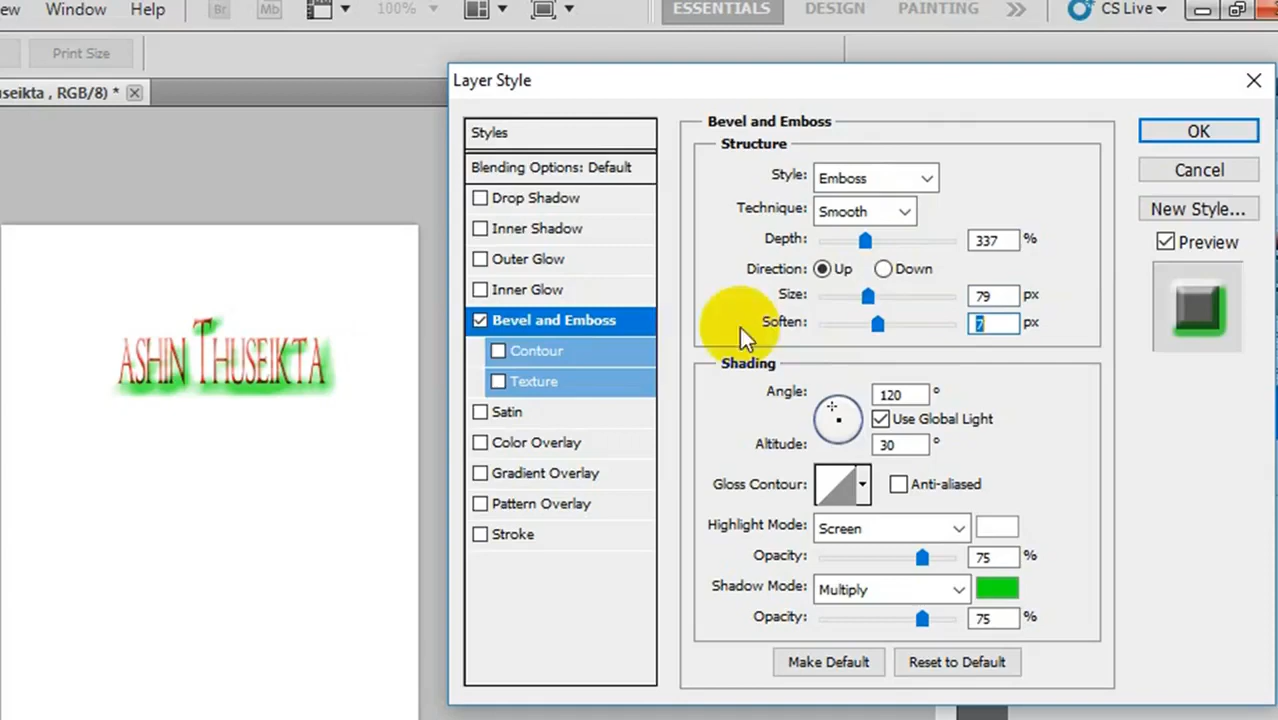 Window Help Br Mb 100% ESSENTIALS DESIGN PAINTING CS Live
Print Size
seikta , RGB/8) *
Layer Style
Styles
Blending Options: Default
Drop Shadow
Inner Shadow
Outer Glow
Inner Glow
Bevel and Emboss
Contour
Texture
Satin
Color Overlay
Gradient Overlay
Pattern Overlay
Stroke
Bevel and Emboss
Structure
Style: Emboss
Technique: Smooth
Depth: 337 %
Direction: Up Down
Size: 79 px
Soften: 7 px
Shading
Angle: 120 °
Use Global Light
Altitude: 30 °
Gloss Contour: Anti-aliased
Highlight Mode: Screen
Opacity: 75 %
Shadow Mode: Multiply
Opacity: 75 %
Make Default Reset to Default
OK
Cancel
New Style...
Preview
ASHIN THUSEIKTA